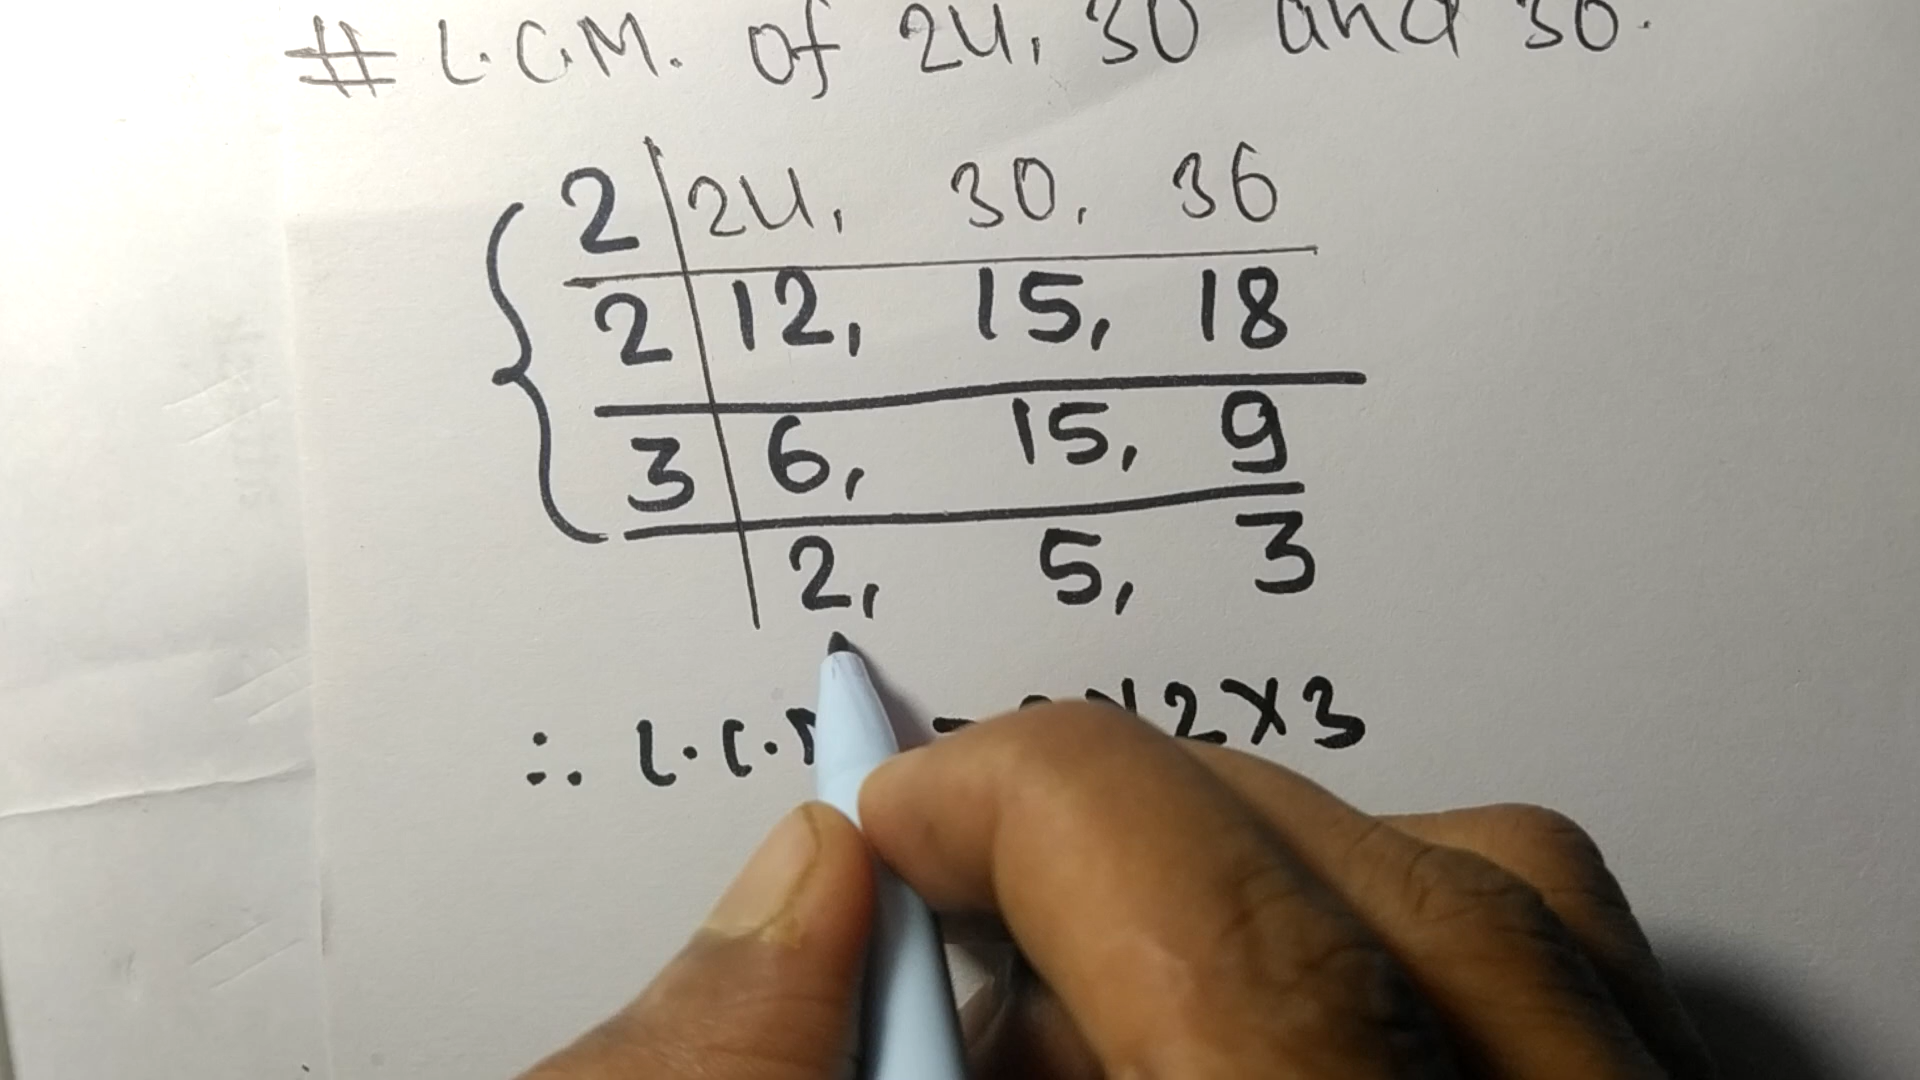 # L.C.M. of 24, 30 and 36.
2 24, 30, 36
2 12, 15, 18
3 6, 15, 9
2, 5, 3
∴ L.C.M 2×3